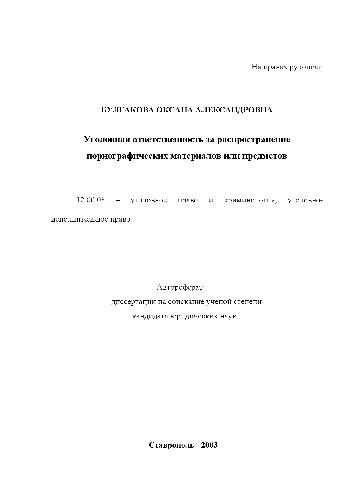 На правах рукописи
БУЛГАКОВА ОКСАНА АЛЕКСАНДРОВНА
Уголовная ответственность за распространение
порнографических материалов или предметов
12.00.08 – уголовное право и криминология; уголовно-
исполнительное право
Автореферат
диссертации на соискание ученой степени
кандидата юридических наук
Ставрополь - 2003